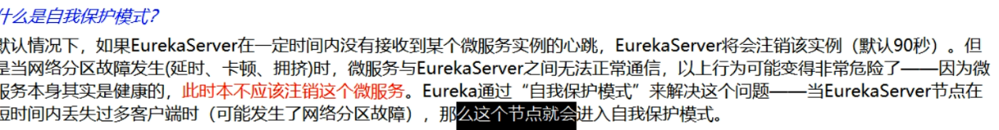 什么是自我保护模式?
默认情况下，如果EurekaServer在一定时间内没有接收到某个微服务实例的心跳，EurekaServer将会注销该实例（默认90秒）。但
是当网络分区故障发生(延时、卡顿、拥挤)时，微服务与EurekaServer之间无法正常通信，以上行为可能变得非常危险了——因为微
服务本身其实是健康的，此时本不应该注销这个微服务。Eureka通过“自我保护模式”来解决这个问题——当EurekaServer节点在
短时间内丢失过多客户端时（可能发生了网络分区故障），那么这个节点就会进入自我保护模式。